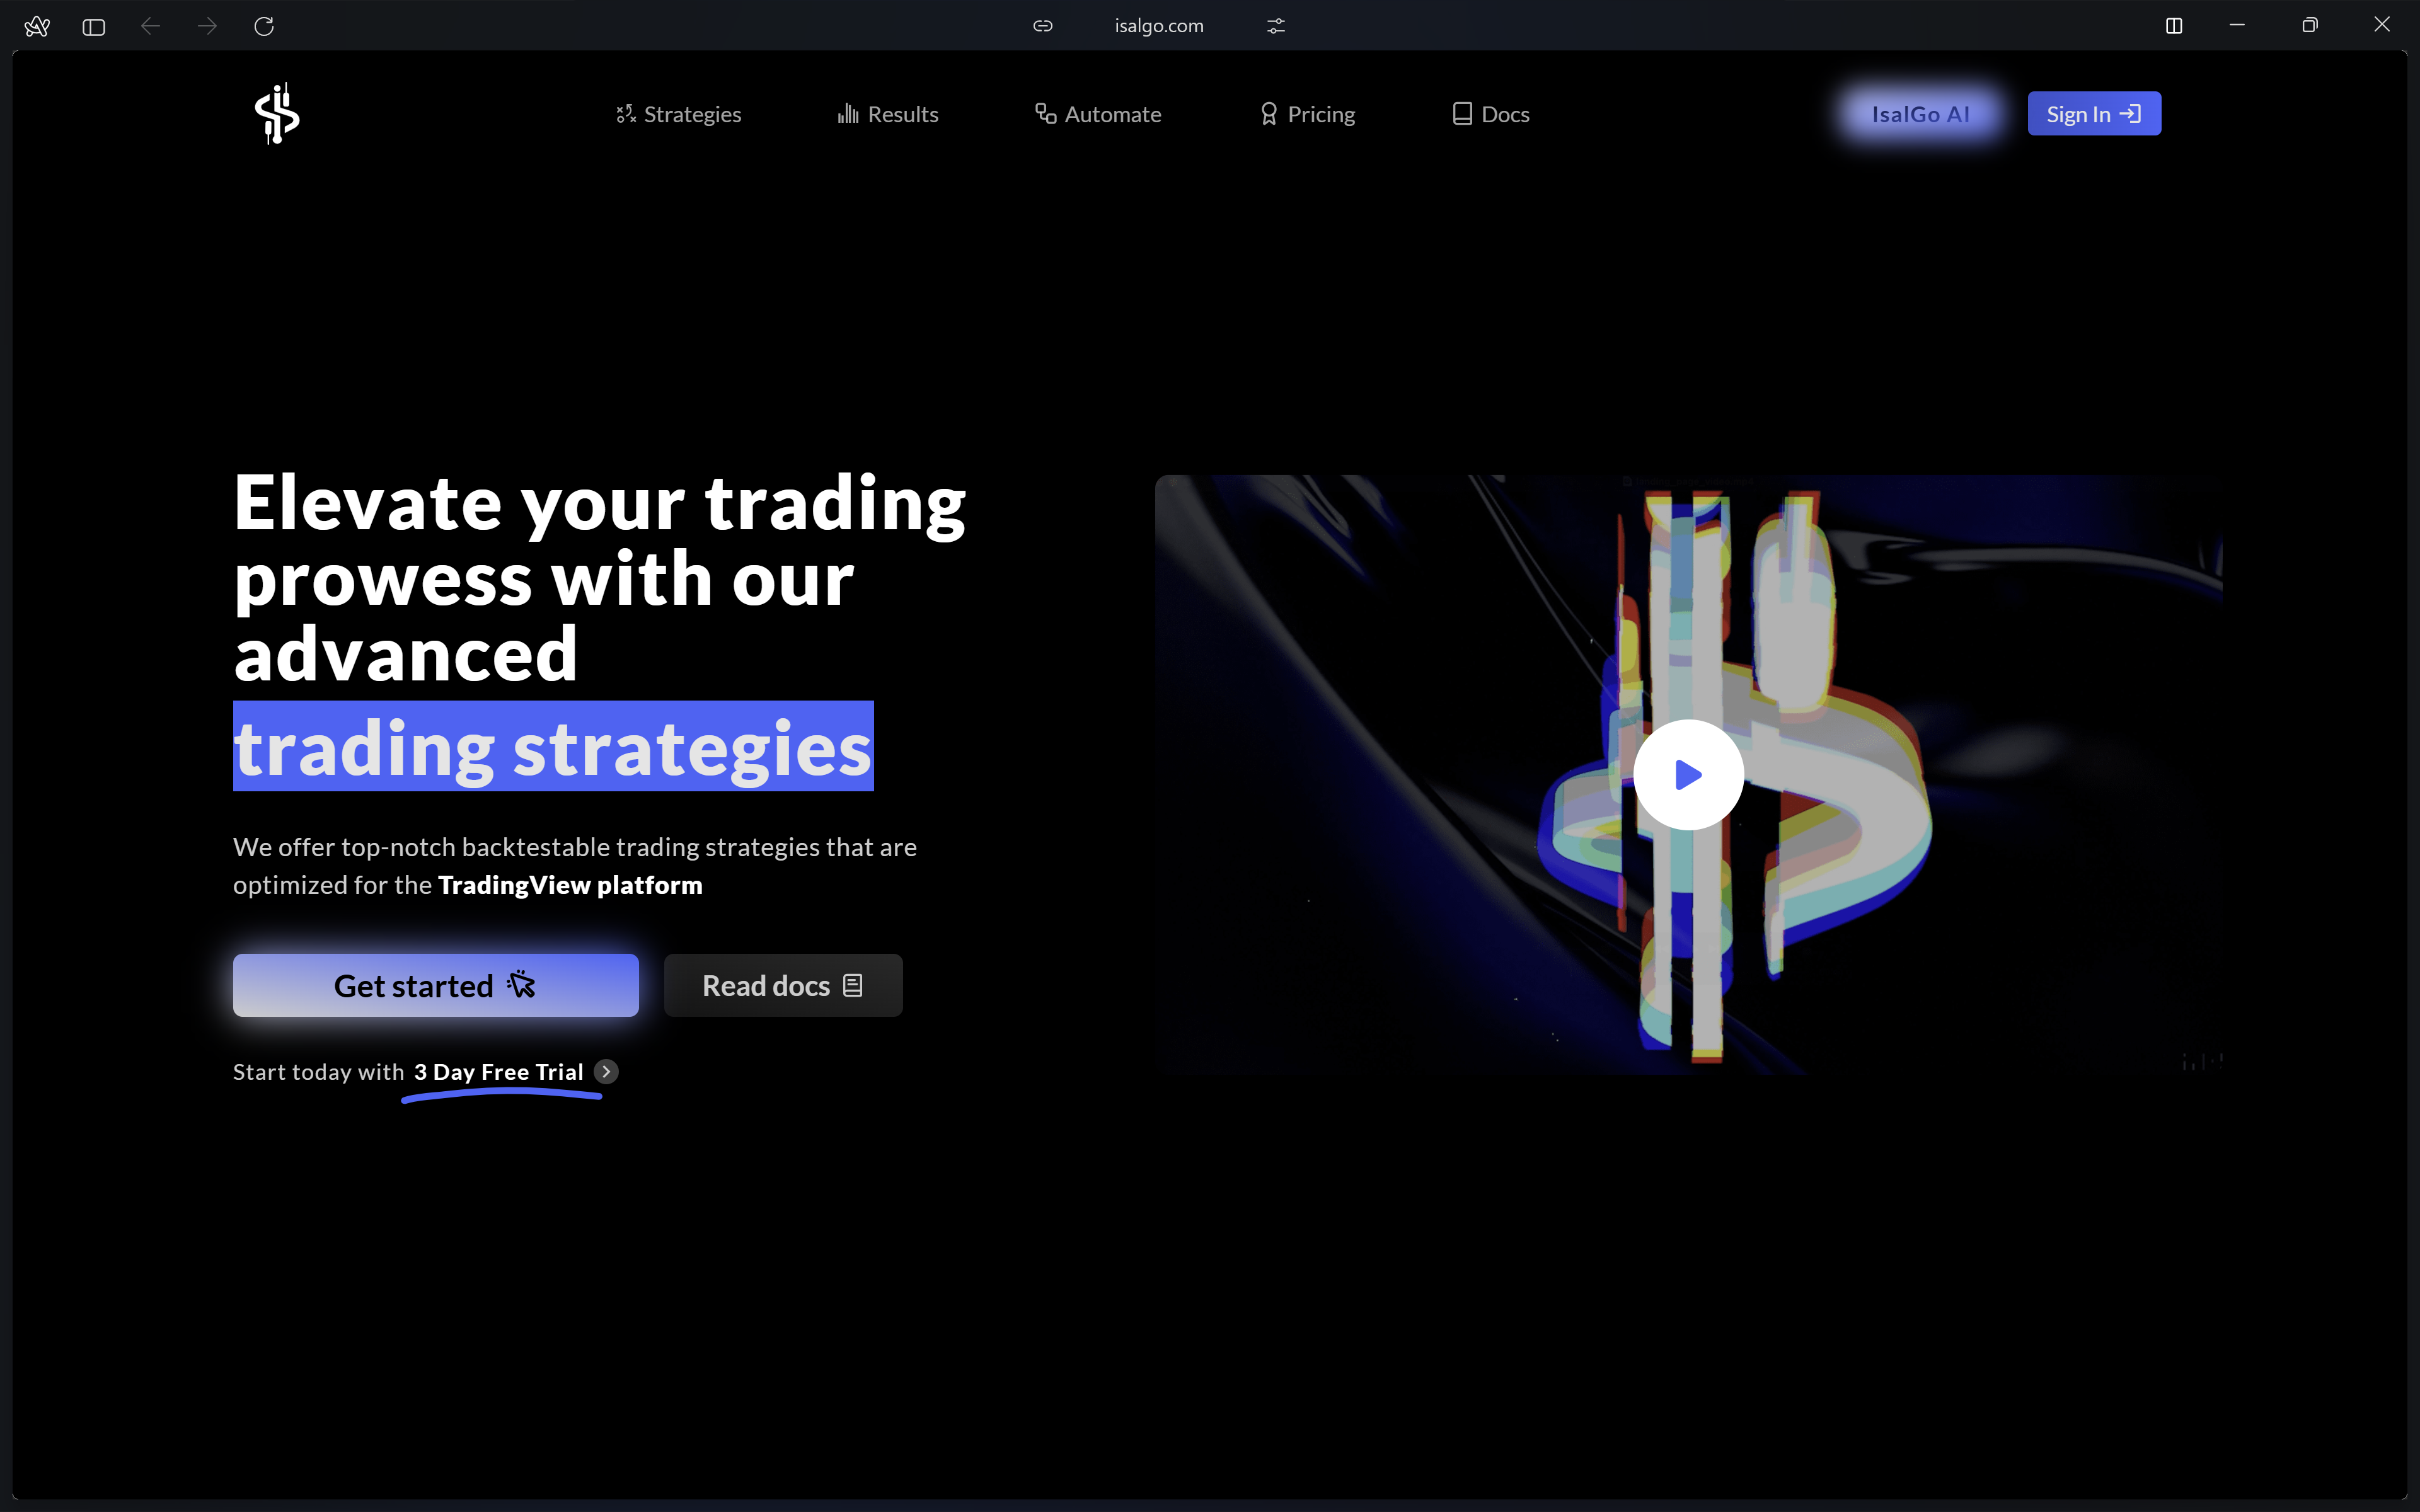 isalgo.com
Strategies
Results
Automate
Pricing
Docs
IsalGo AI
Sign In
Elevate your trading
prowess with our
advanced
trading strategies
We offer top-notch backtestable trading strategies that are
optimized for the TradingView platform
Get started
Read docs
Start today with 3 Day Free Trial